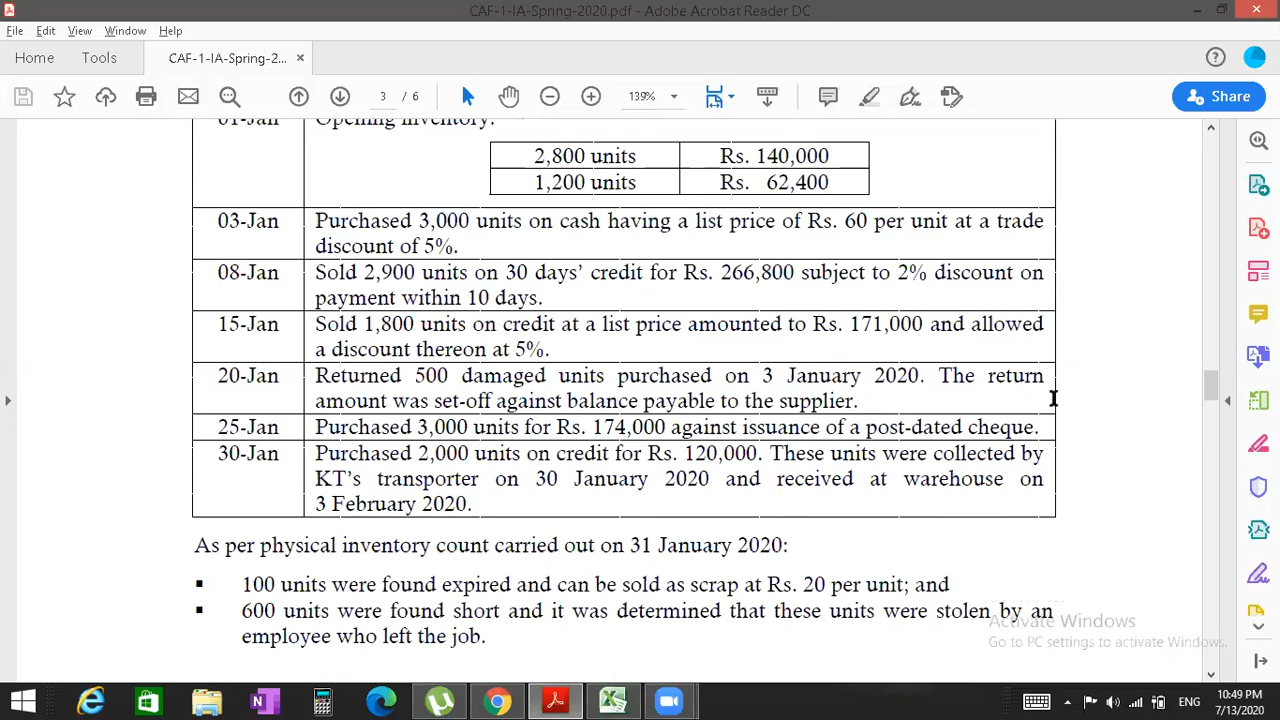 CAF-1-IA-Spring-2020.pdf - Adobe Acrobat Reader DC
File Edit View Window Help
Home Tools CAF-1-IA-Spring-2... ×
3 / 6 139% Share
01-Jan Opening inventory:
2,800 units Rs. 140,000
1,200 units Rs. 62,400
03-Jan Purchased 3,000 units on cash having a list price of Rs. 60 per unit at a trade
discount of 5%.
08-Jan Sold 2,900 units on 30 days’ credit for Rs. 266,800 subject to 2% discount on
payment within 10 days.
15-Jan Sold 1,800 units on credit at a list price amounted to Rs. 171,000 and allowed
a discount thereon at 5%.
20-Jan Returned 500 damaged units purchased on 3 January 2020. The return
amount was set-off against balance payable to the supplier.
25-Jan Purchased 3,000 units for Rs. 174,000 against issuance of a post-dated cheque.
30-Jan Purchased 2,000 units on credit for Rs. 120,000. These units were collected by
KT’s transporter on 30 January 2020 and received at warehouse on
3 February 2020.
As per physical inventory count carried out on 31 January 2020:
▪ 100 units were found expired and can be sold as scrap at Rs. 20 per unit; and
▪ 600 units were found short and it was determined that these units were stolen by an
employee who left the job.
Activate Windows
Go to PC settings to activate Windows.
ENG
10:49 PM
7/13/2020